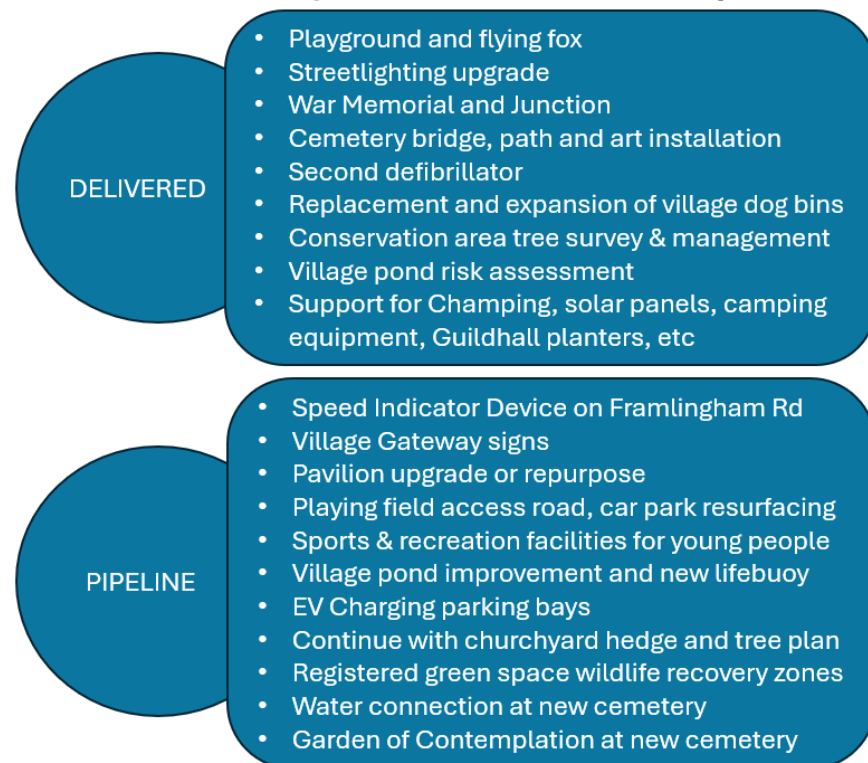 DELIVERED
• Playground and flying fox
• Streetlighting upgrade
• War Memorial and Junction
• Cemetery bridge, path and art installation
• Second defibrillator
• Replacement and expansion of village dog bins
• Conservation area tree survey & management
• Village pond risk assessment
• Support for Champing, solar panels, camping
equipment, Guildhall planters, etc
PIPELINE
• Speed Indicator Device on Framlingham Rd
• Village Gateway signs
• Pavilion upgrade or repurpose
• Playing field access road, car park resurfacing
• Sports & recreation facilities for young people
• Village pond improvement and new lifebuoy
• EV Charging parking bays
• Continue with churchyard hedge and tree plan
• Registered green space wildlife recovery zones
• Water connection at new cemetery
• Garden of Contemplation at new cemetery